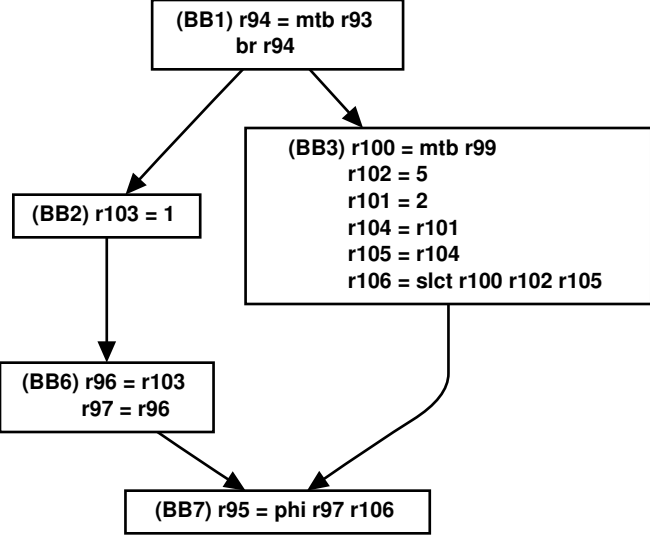 (BB1) r94 = mtb r93
br r94
(BB3) r100 = mtb r99
r102 = 5
r101 = 2
r104 = r101
r105 = r104
r106 = slct r100 r102 r105
(BB2) r103 = 1
(BB6) r96 = r103
r97 = r96
(BB7) r95 = phi r97 r106